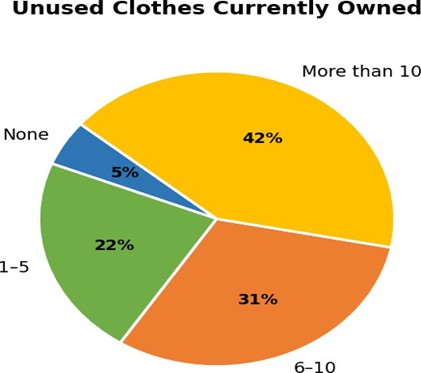 Unused Clothes Currently Owned
More than 10
42%
None
5%
22%
1–5
31%
6–10